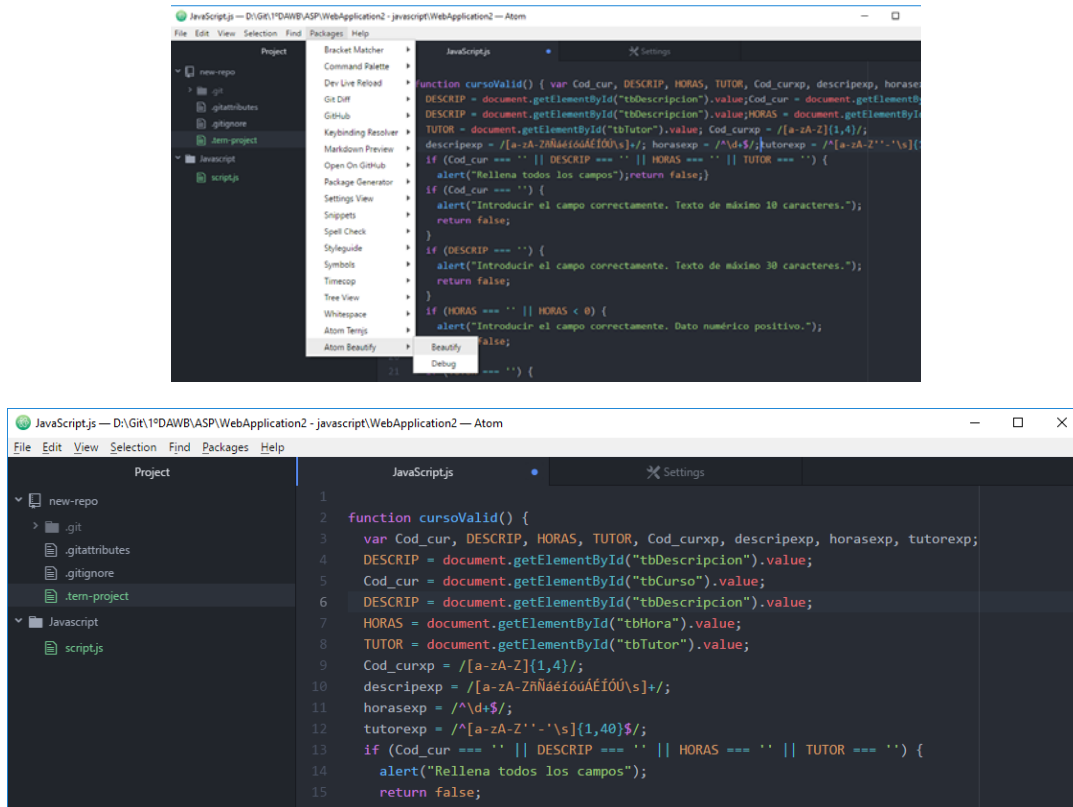 JavaScript.js — D:\Git\1ºDAWB\ASP\WebApplication2 - javascript\WebApplication2 — Atom
File Edit View Selection Find Packages Help
Project
JavaScript.js
Settings
new-repo
.git
.gitattributes
.gitignore
.tern-project
Javascript
script.js
Bracket Matcher
Command Palette
Dev Live Reload
Git Diff
GitHub
Keybinding Resolver
Markdown Preview
Open On GitHub
Package Generator
Settings View
Snippets
Spell Check
Styleguide
Symbols
Timecop
Tree View
Whitespace
Atom Ternjs
Atom Beautify
Beautify
Debug
function cursoValid() { var Cod_cur, DESCRIP, HORAS, TUTOR, Cod_curxp, descripexp, horasex
DESCRIP = document.getElementById("tbDescripcion").value;Cod_cur = document.getElement
DESCRIP = document.getElementById("tbDescripcion").value;HORAS = document.getElementById
TUTOR = document.getElementById("tbTutor").value; Cod_curxp = /[a-zA-Z]{1,4}/;
descripexp = /[a-zA-ZñÑáéíóúÁÉÍÓÚ\s]+/; horasexp = /^\d+$/;tutorexp = /^[a-zA-Z''-'\s]{
if (Cod_cur === '' || DESCRIP === '' || HORAS === '' || TUTOR === '') {
alert("Rellena todos los campos");return false;}
if (Cod_cur === '') {
alert("Introducir el campo correctamente. Texto de máximo 10 caracteres.");
return false;
}
if (DESCRIP === '') {
alert("Introducir el campo correctamente. Texto de máximo 30 caracteres.");
return false;
}
if (HORAS === '' || HORAS < 0) {
alert("Introducir el campo correctamente. Dato numérico positivo.");
false;
21 === '') {
JavaScript.js — D:\Git\1ºDAWB\ASP\WebApplication2 - javascript\WebApplication2 — Atom
File Edit View Selection Find Packages Help
Project
JavaScript.js
Settings
new-repo
.git
.gitattributes
.gitignore
.tern-project
Javascript
script.js
1
2 function cursoValid() {
3 var Cod_cur, DESCRIP, HORAS, TUTOR, Cod_curxp, descripexp, horasexp, tutorexp;
4 DESCRIP = document.getElementById("tbDescripcion").value;
5 Cod_cur = document.getElementById("tbCurso").value;
6 DESCRIP = document.getElementById("tbDescripcion").value;
7 HORAS = document.getElementById("tbHora").value;
8 TUTOR = document.getElementById("tbTutor").value;
9 Cod_curxp = /[a-zA-Z]{1,4}/;
10 descripexp = /[a-zA-ZñÑáéíóúÁÉÍÓÚ\s]+/;
11 horasexp = /^\d+$/;
12 tutorexp = /^[a-zA-Z''-'\s]{1,40}$/;
13 if (Cod_cur === '' || DESCRIP === '' || HORAS === '' || TUTOR === '') {
14 alert("Rellena todos los campos");
15 return false;